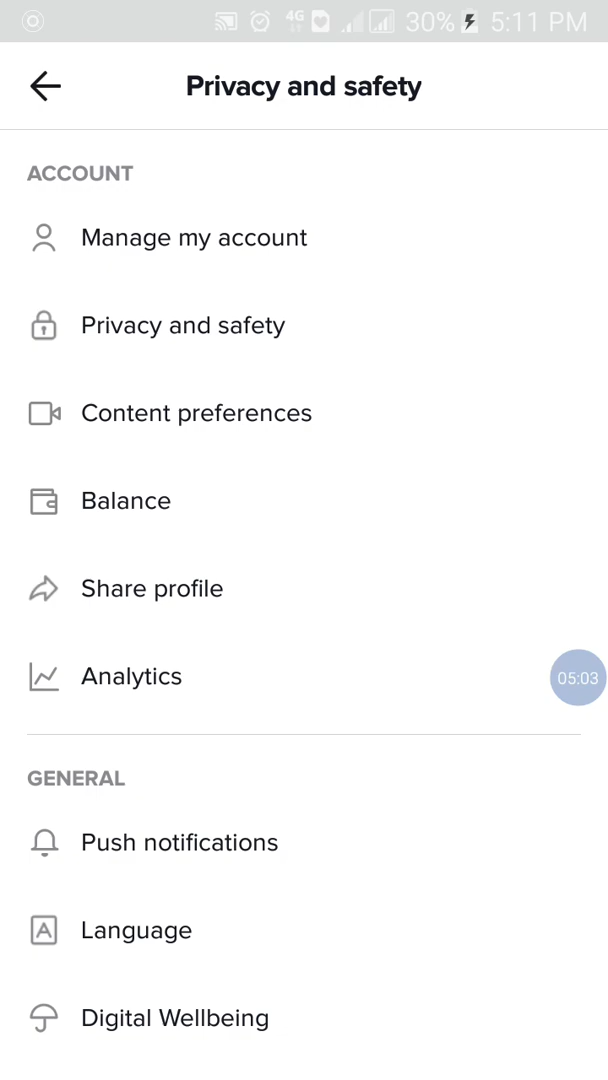 4G 30% 5:11 PM
Privacy and safety
ACCOUNT
Manage my account
Privacy and safety
Content preferences
Balance
Share profile
Analytics
05:03
GENERAL
Push notifications
A Language
Digital Wellbeing